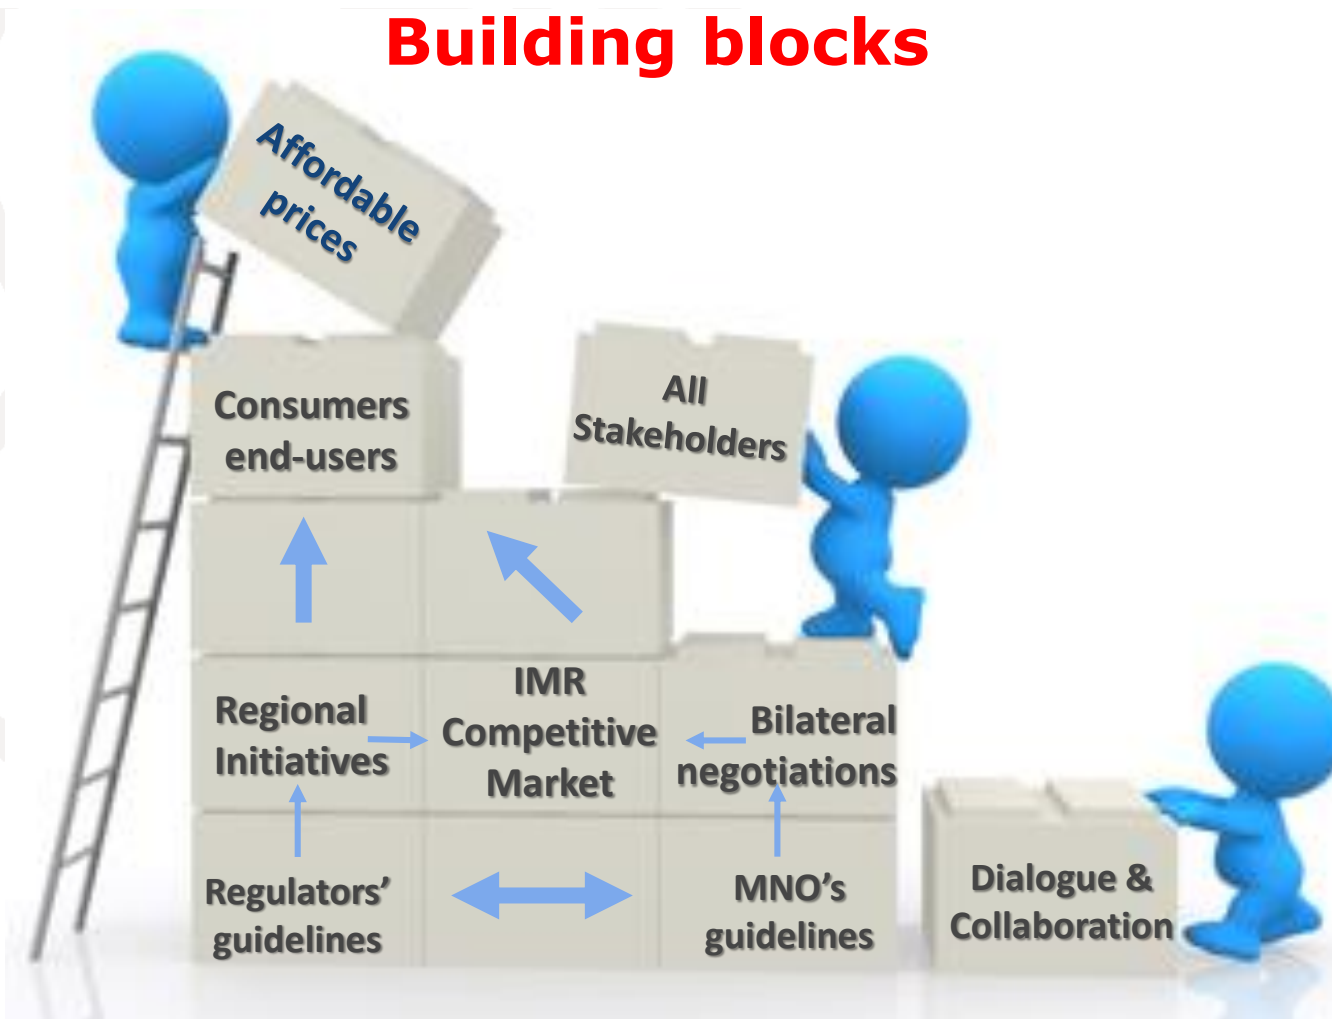 Building blocks
Affordable
prices
Consumers
end-users
All
Stakeholders
Regional
Initiatives
IMR
Competitive
Market
Bilateral
negotiations
Regulators’
guidelines
MNO’s
guidelines
Dialogue &
Collaboration